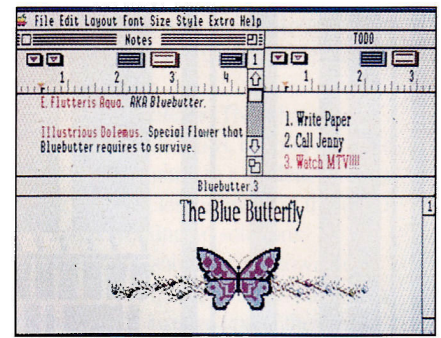 File Edit Layout Font Size Style Extra Help
Notes
1
1 2 3 4
E. Flutteris Aqua. AKA Bluebutter.
Illustrious Dolemus. Special Flower that
Bluebutter requires to survive.
TODO
1 2 3
1. Write Paper
2. Call Jenny
3. Watch MTV!!!!
Bluebutter.3
The Blue Butterfly
1